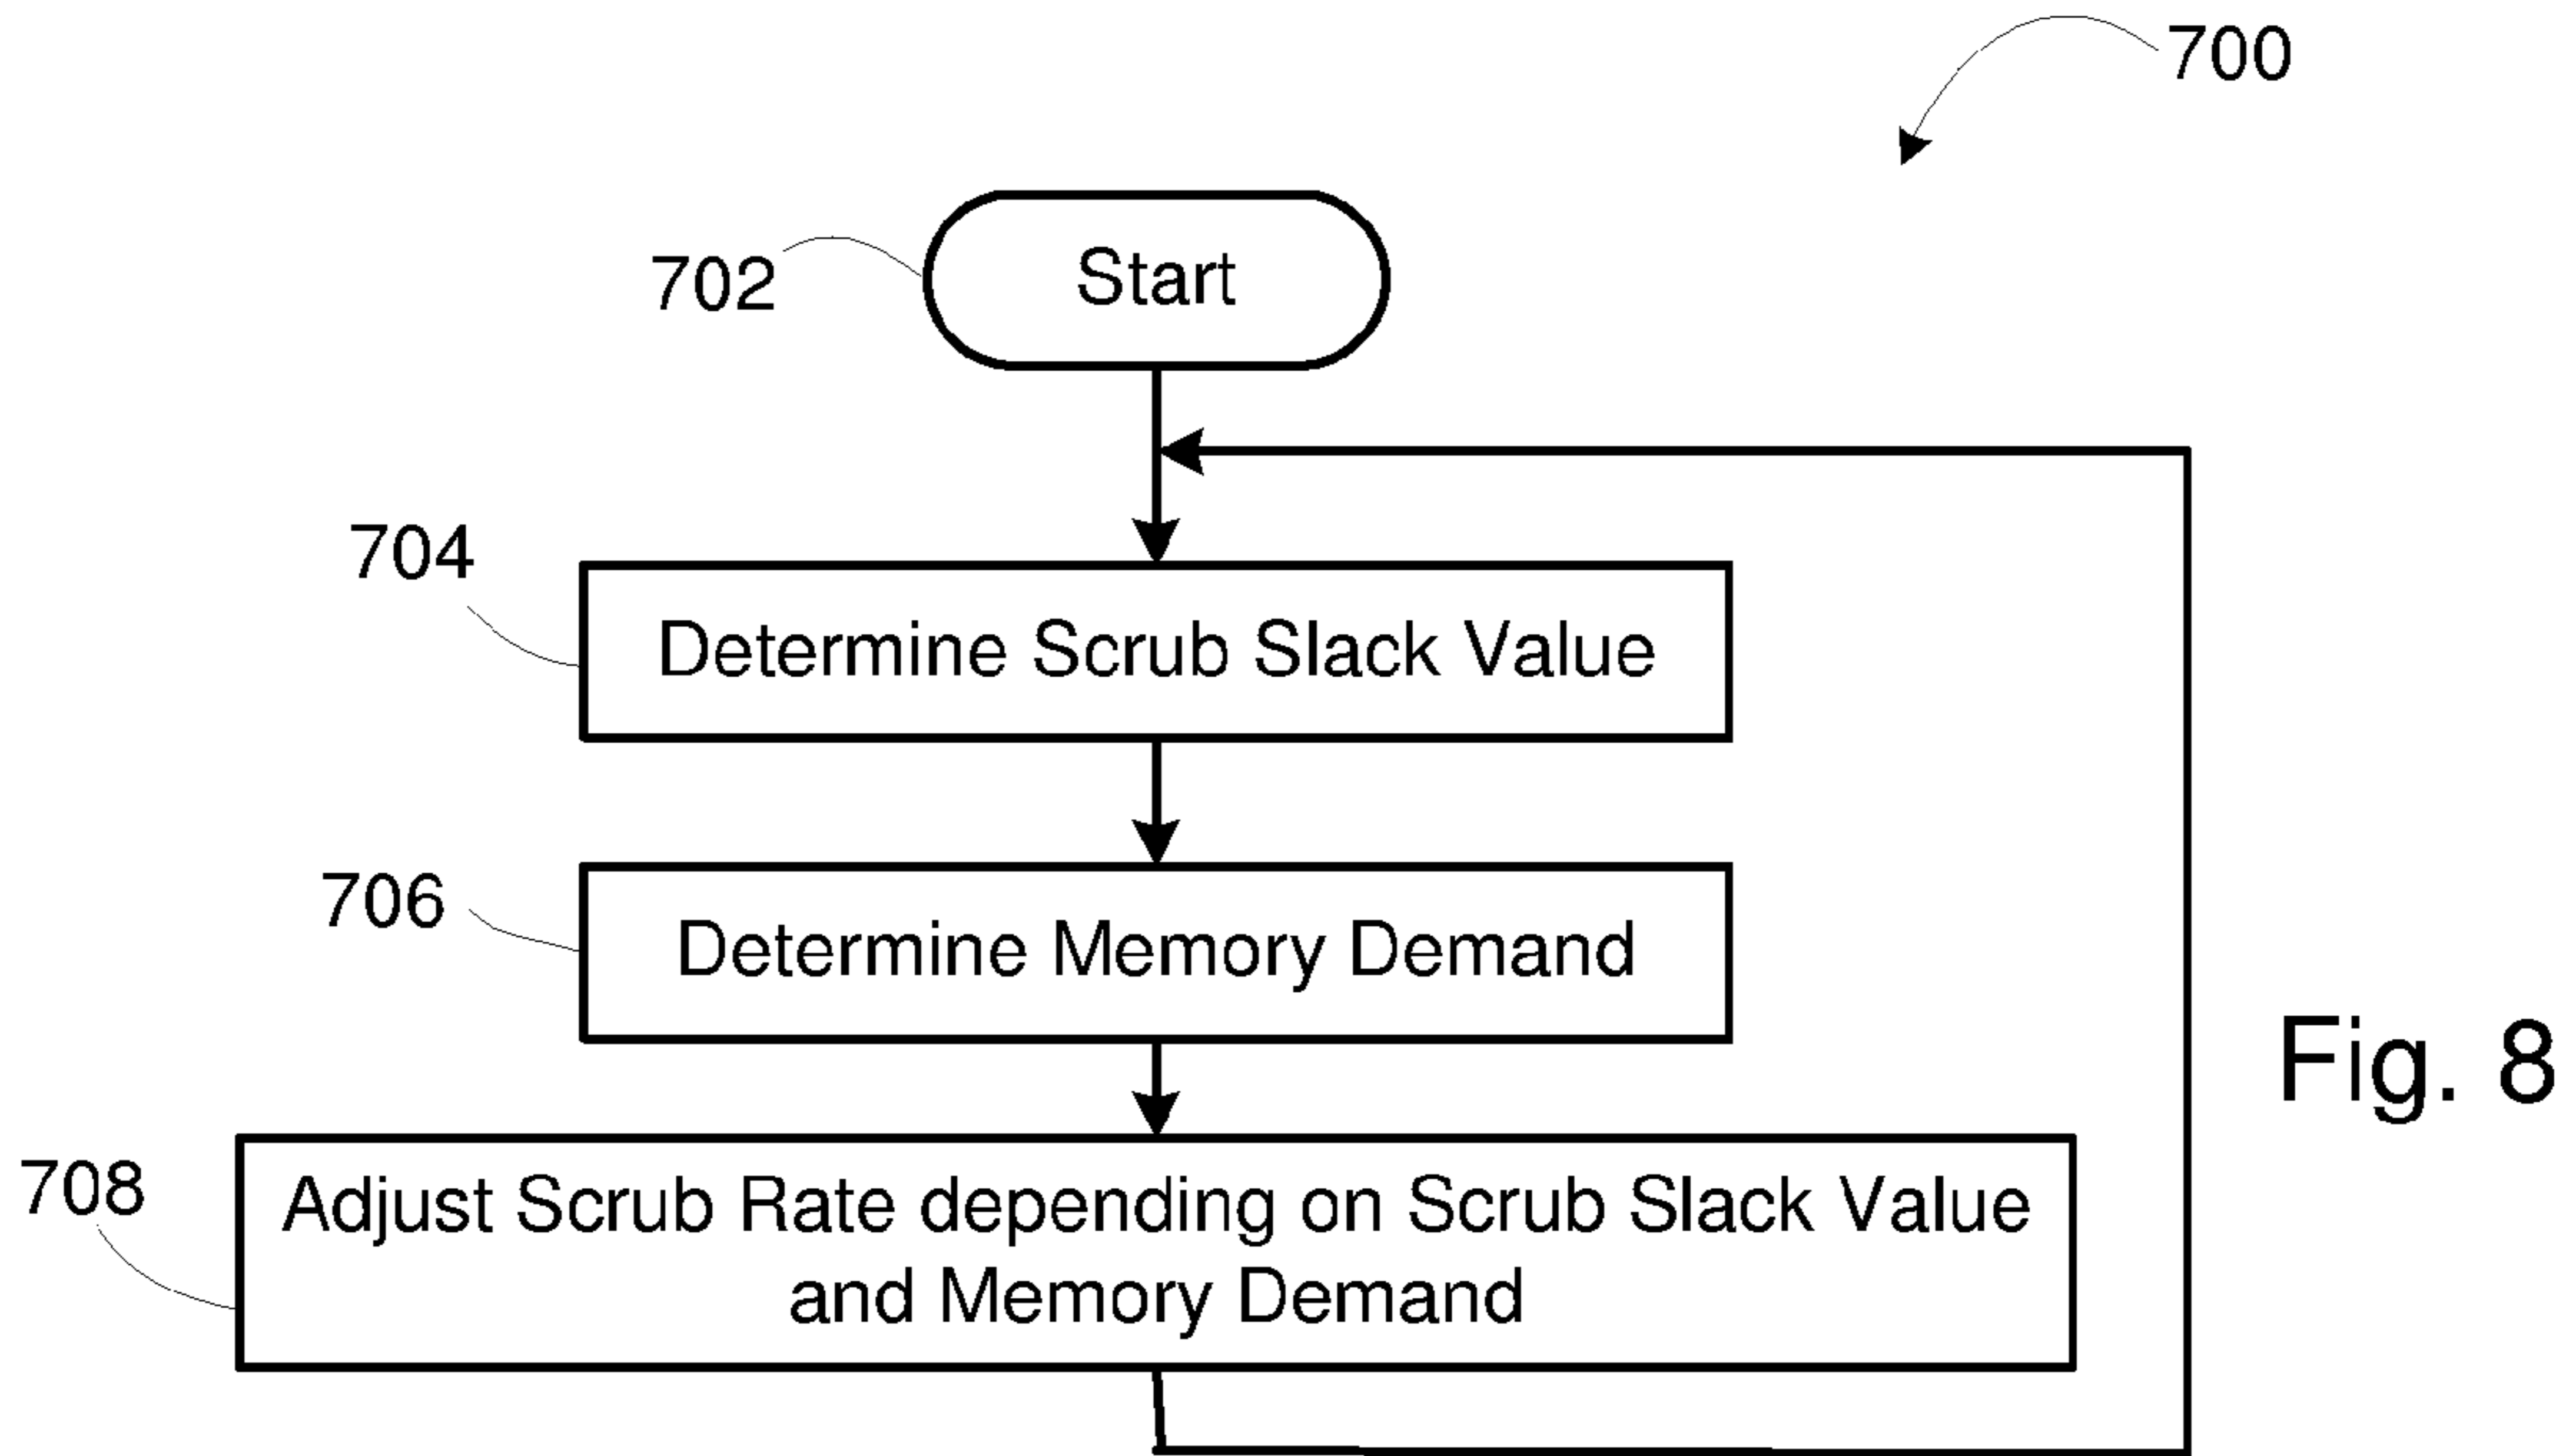 700
702
Start
704
Determine Scrub Slack Value
706
Determine Memory Demand
Fig. 8
708
Adjust Scrub Rate depending on Scrub Slack Value
and Memory Demand